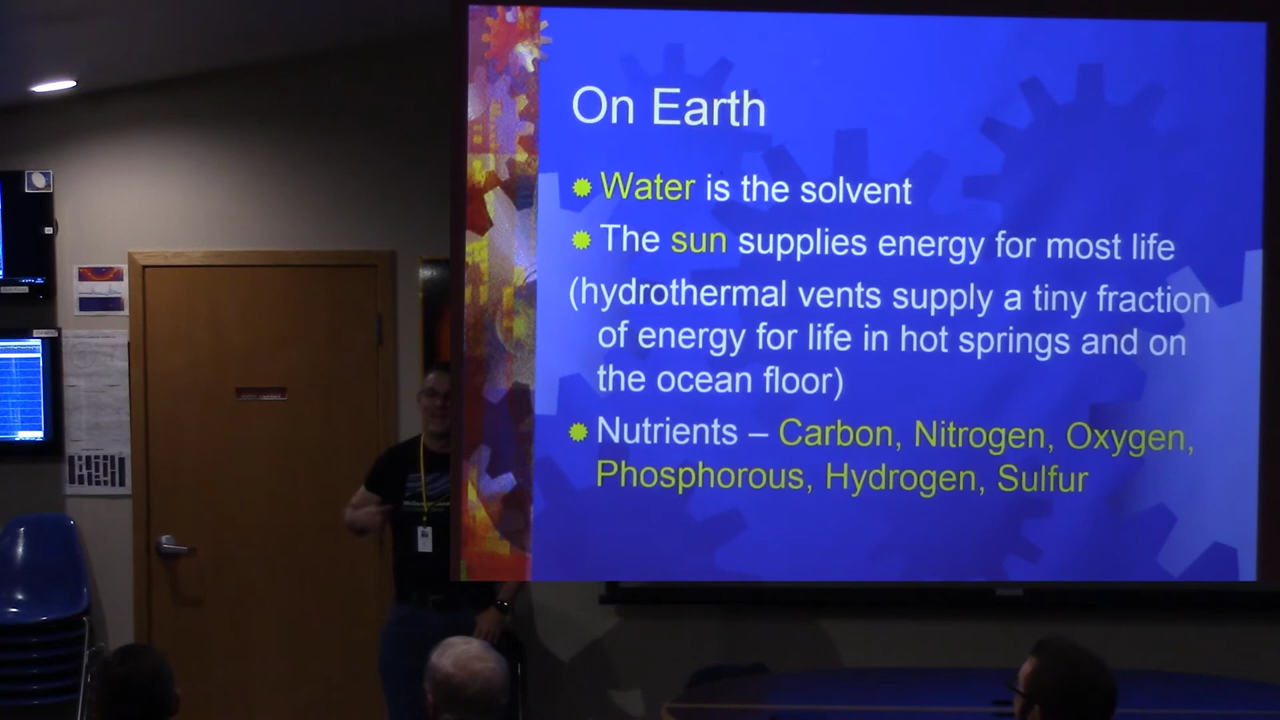 On Earth
Water is the solvent
The sun supplies energy for most life
(hydrothermal vents supply a tiny fraction
of energy for life in hot springs and on
the ocean floor)
Nutrients – Carbon, Nitrogen, Oxygen,
Phosphorous, Hydrogen, Sulfur